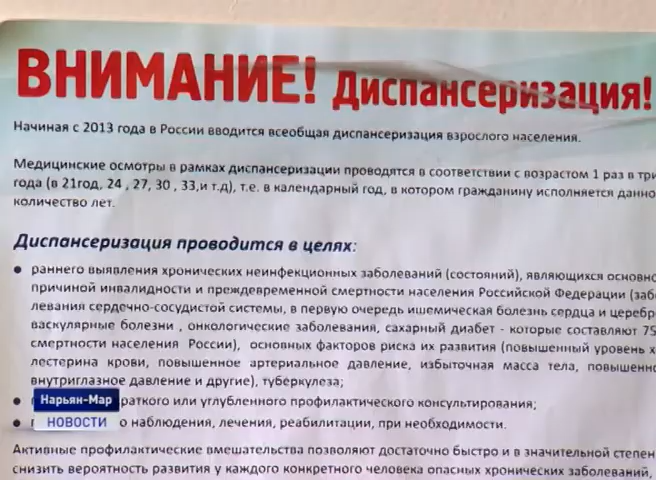 ВНИМАНИЕ! Диспансеризация!
Начиная с 2013 года в России вводится всеобщая диспансеризация взрослого населения.
Медицинские осмотры в рамках диспансеризации проводятся в соответствии с возрастом 1 раз в три
года (в 21год, 24 , 27, 30 , 33,и т.д), т.е. в календарный год, в котором гражданину исполняется данно
количество лет.
Диспансеризация проводится в целях:
● раннего выявления хронических неинфекционных заболеваний (состояний), являющихся основно
причиной инвалидности и преждевременной смертности населения Российской Федерации (забо
левания сердечно-сосудистой системы, в первую очередь ишемическая болезнь сердца и церебр
васкулярные болезни , онкологические заболевания, сахарный диабет - которые составляют 75
смертности населения России), основных факторов риска их развития (повышенный уровень х
лестерина крови, повышенное артериальное давление, избыточная масса тела, повышенно
внутриглазное давление и другие), туберкулеза;
● раткого или углубленного профилактического консультирования;
● о наблюдения, лечения, реабилитации, при необходимости.
Нарьян-Мар
НОВОСТИ
Активные профилактические вмешательства позволяют достаточно быстро и в значительной степен
снизить вероятность развития у каждого конкретного человека опасных хронических заболеваний,